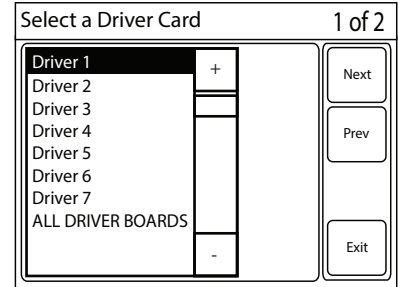 Select a Driver Card 1 of 2
Driver 1
Driver 2
Driver 3
Driver 4
Driver 5
Driver 6
Driver 7
ALL DRIVER BOARDS
+
-
Next
Prev
Exit